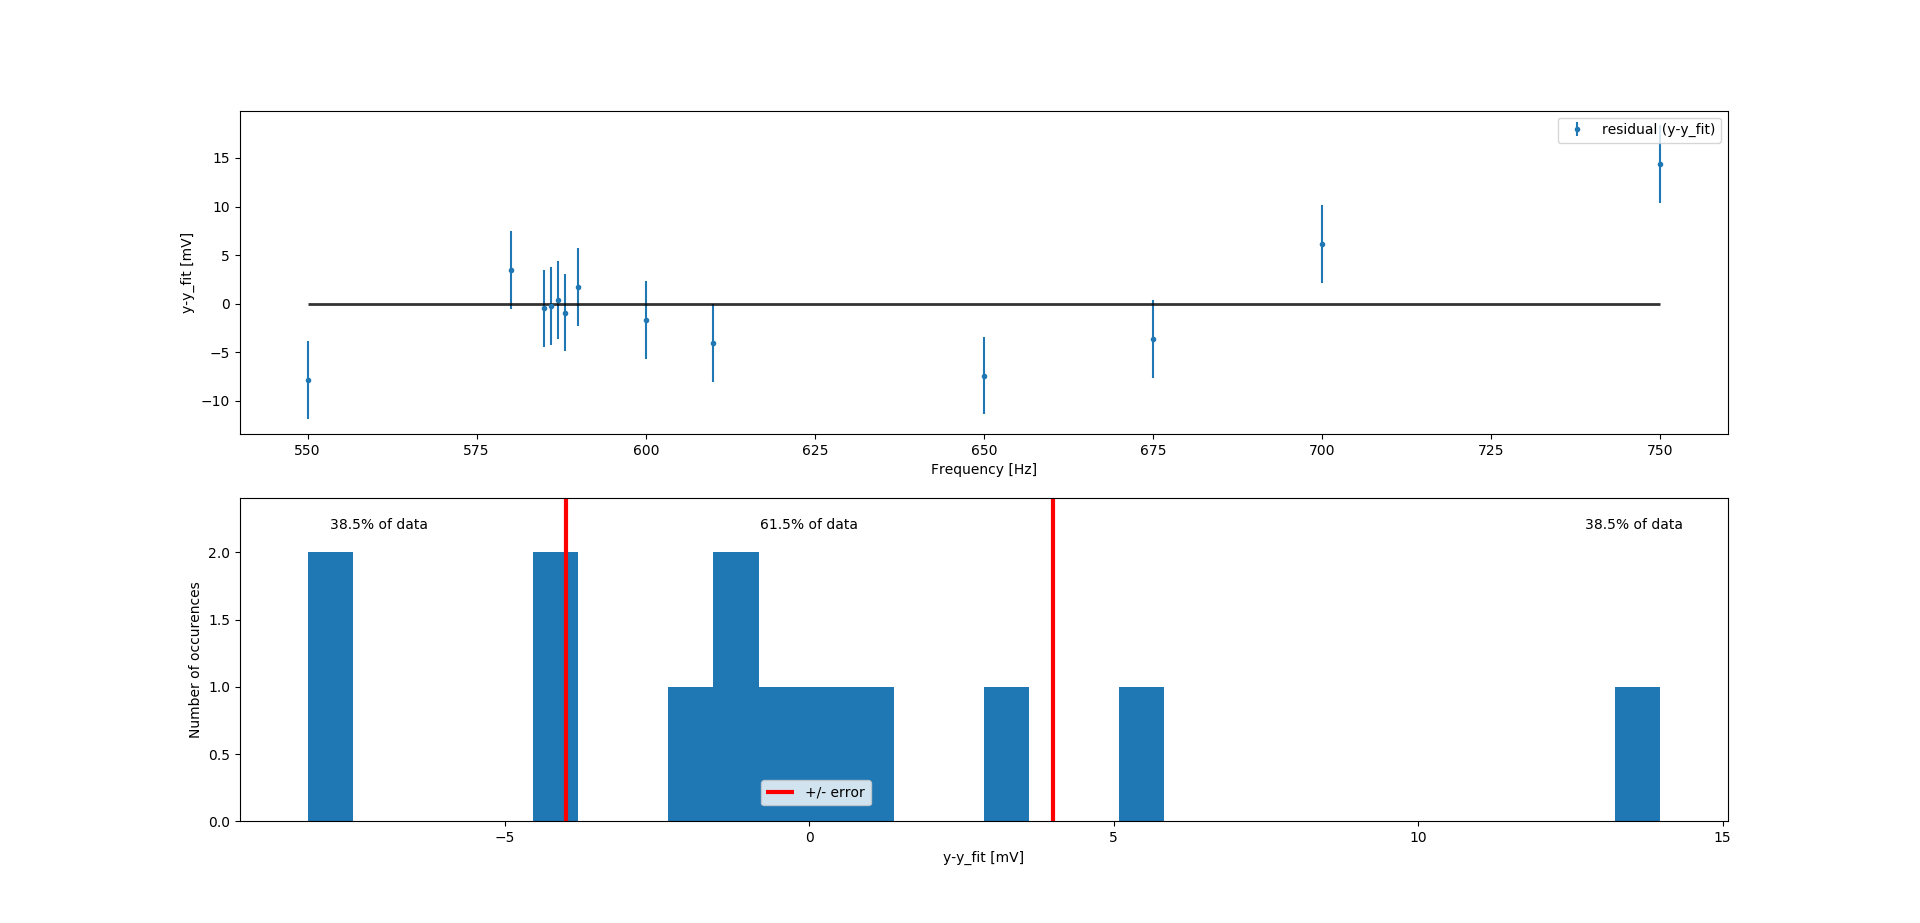 residual (y-y_fit)
15
10
5
0
−5
−10
y-y_fit [mV]
550 575 600 625 650 675 700 725 750
Frequency [Hz]
38.5% of data 61.5% of data 38.5% of data
2.0
1.5
1.0
0.5
0.0
Number of occurences
+/- error
−5 0 5 10 15
y-y_fit [mV]